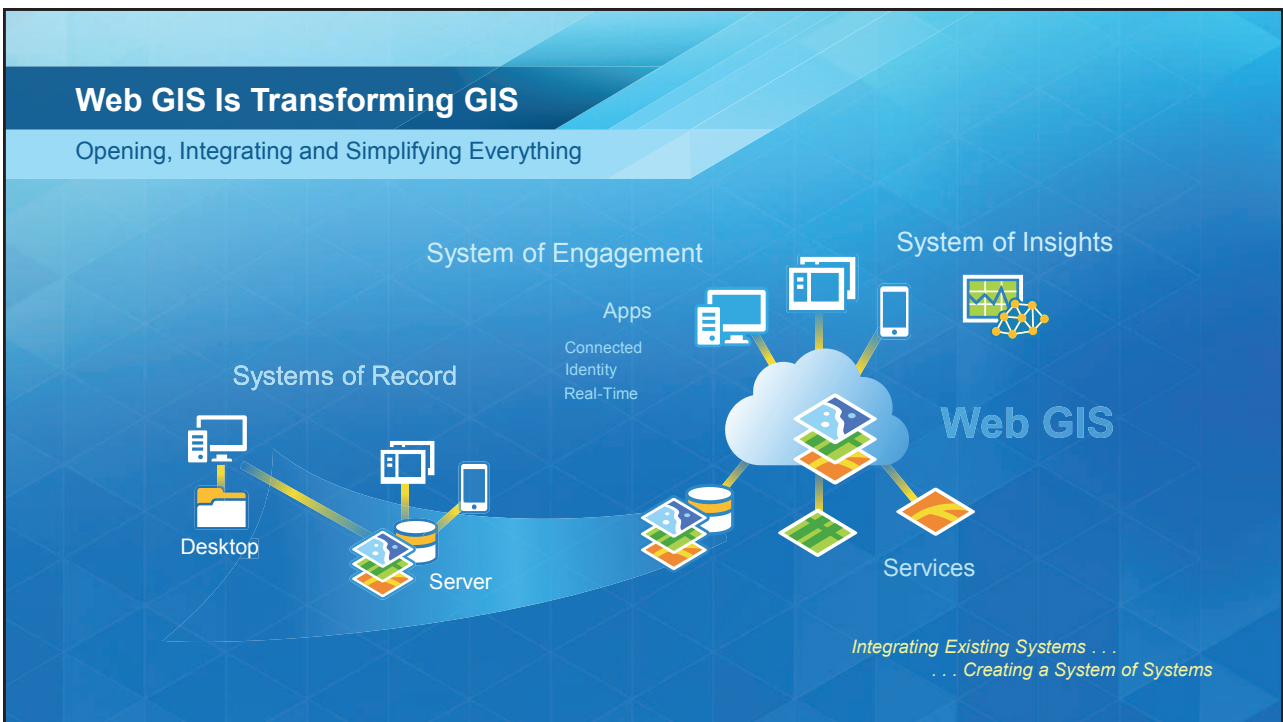 Web GIS Is Transforming GIS
Opening, Integrating and Simplifying Everything
System of Engagement
System of Insights
Apps
Connected
Identity
Real-Time
Systems of Record
Web GIS
Desktop
Server
Services
Integrating Existing Systems . . .
. . . Creating a System of Systems